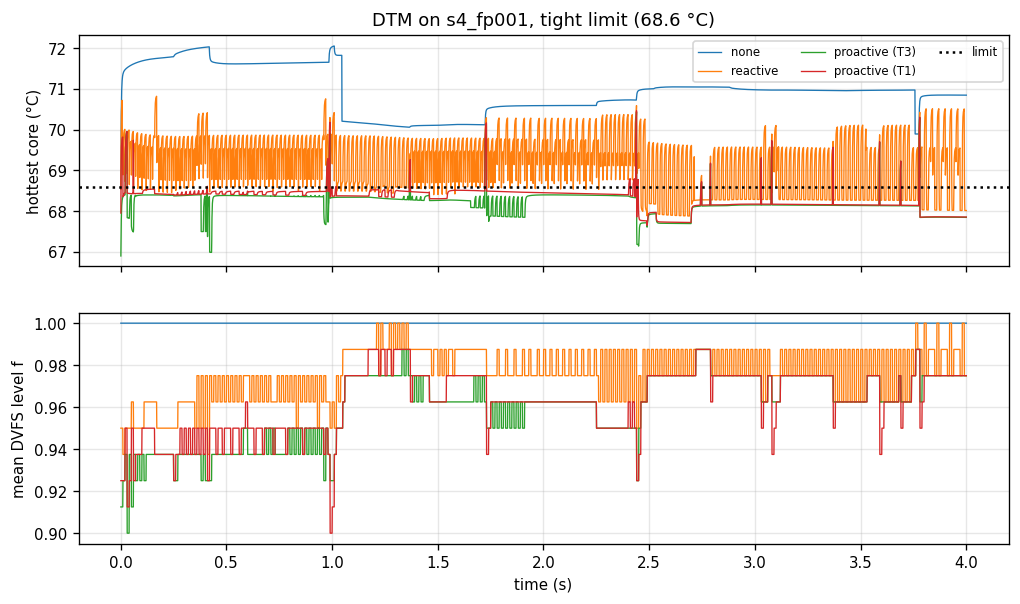 DTM on s4_fp001, tight limit (68.6 °C)
none
reactive
proactive (T3)
proactive (T1)
limit
hottest core (°C)
72
71
70
69
68
67
mean DVFS level f
1.00
0.98
0.96
0.94
0.92
0.90
0.0 0.5 1.0 1.5 2.0 2.5 3.0 3.5 4.0
time (s)